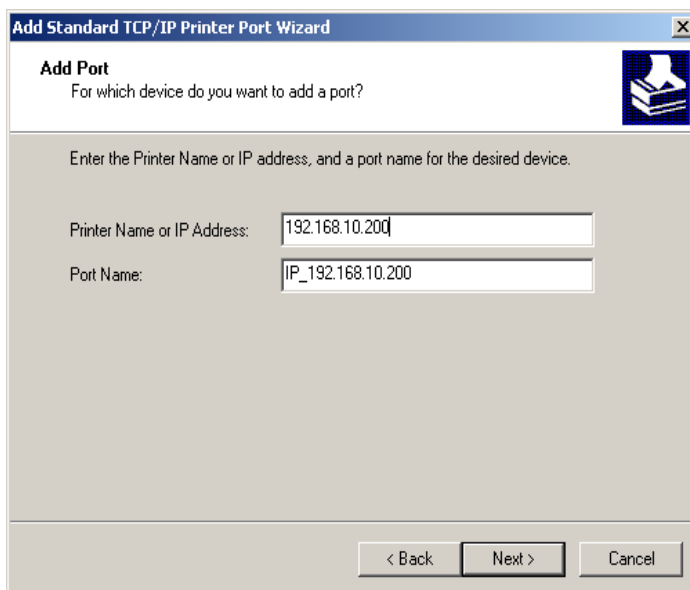 Add Standard TCP/IP Printer Port Wizard
Add Port
For which device do you want to add a port?
Enter the Printer Name or IP address, and a port name for the desired device.
Printer Name or IP Address: 192.168.10.200
Port Name: IP_192.168.10.200
< Back Next > Cancel